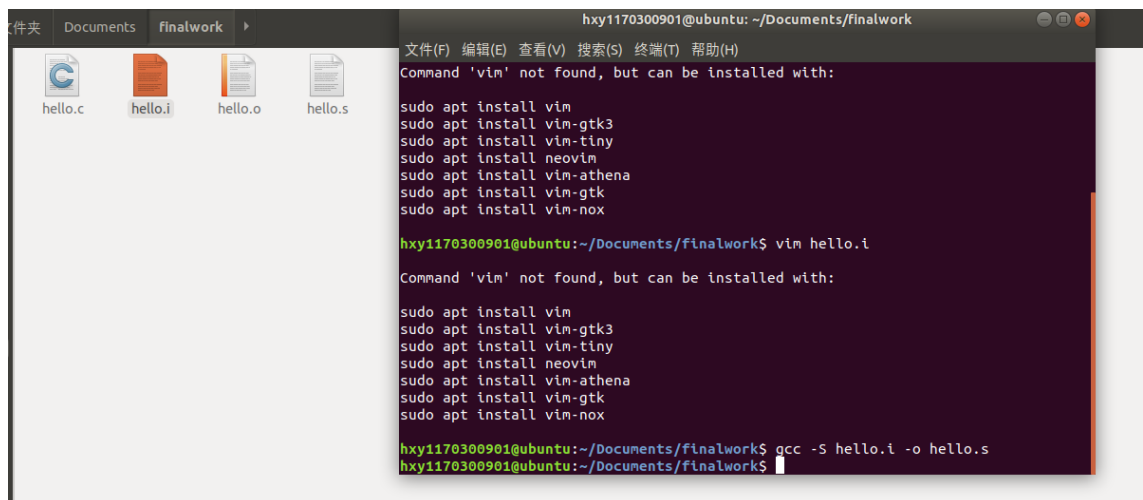 文件夹 Documents finalwork
hello.c hello.i hello.o hello.s
hxy1170300901@ubuntu: ~/Documents/finalwork
文件(F) 编辑(E) 查看(V) 搜索(S) 终端(T) 帮助(H)
Command 'vim' not found, but can be installed with:
sudo apt install vim
sudo apt install vim-gtk3
sudo apt install vim-tiny
sudo apt install neovim
sudo apt install vim-athena
sudo apt install vim-gtk
sudo apt install vim-nox
hxy1170300901@ubuntu:~/Documents/finalwork$ vim hello.i
Command 'vim' not found, but can be installed with:
sudo apt install vim
sudo apt install vim-gtk3
sudo apt install vim-tiny
sudo apt install neovim
sudo apt install vim-athena
sudo apt install vim-gtk
sudo apt install vim-nox
hxy1170300901@ubuntu:~/Documents/finalwork$ gcc -S hello.i -o hello.s
hxy1170300901@ubuntu:~/Documents/finalwork$